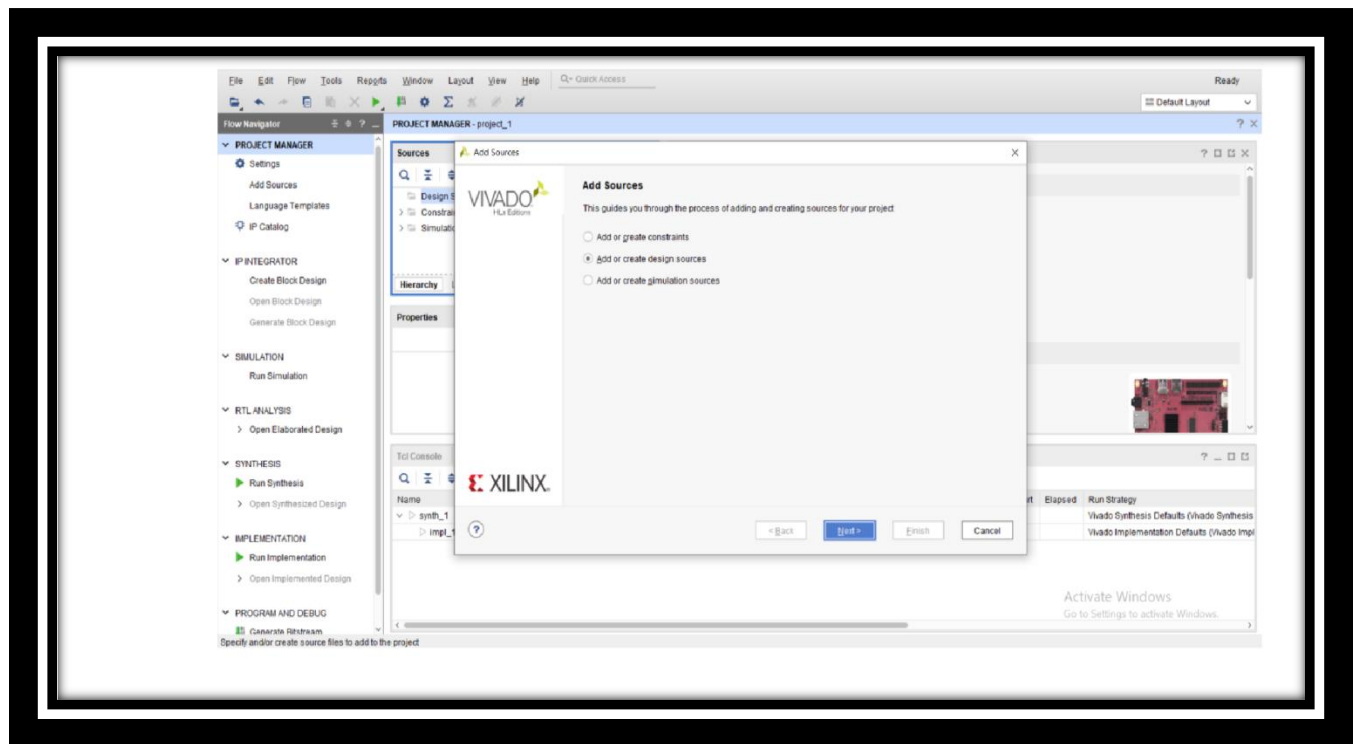 File Edit Flow Tools Reports Window Layout View Help Quick Access Ready
Default Layout
Flow Navigator ? PROJECT MANAGER - project_1 ?
PROJECT MANAGER
Settings
Add Sources
Language Templates
IP Catalog
IP INTEGRATOR
Create Block Design
Open Block Design
Generate Block Design
SIMULATION
Run Simulation
RTL ANALYSIS
Open Elaborated Design
SYNTHESIS
Run Synthesis
Open Synthesized Design
IMPLEMENTATION
Run Implementation
Open Implemented Design
PROGRAM AND DEBUG
Generate Bitstream
Sources
Design S
Constrai
Simulatio
Hierarchy
Properties
Add Sources
VIVADO
HLx Editions
Add Sources
This guides you through the process of adding and creating sources for your project
Add or create constraints
Add or create design sources
Add or create simulation sources
XILINX
? < Back Next > Finish Cancel
Tcl Console
Name rt Elapsed Run Strategy
synth_1 Vivado Synthesis Defaults (Vivado Synthesis
impl_1 Vivado Implementation Defaults (Vivado Impl
Activate Windows
Go to Settings to activate Windows.
Specify and/or create source files to add to the project